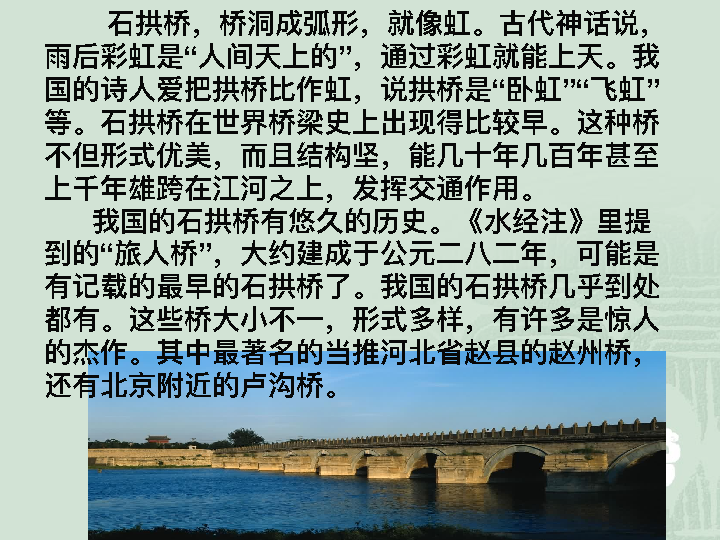 石拱桥，桥洞成弧形，就像虹。古代神话说，
雨后彩虹是“人间天上的”，通过彩虹就能上天。我
国的诗人爱把拱桥比作虹，说拱桥是“卧虹”“飞虹”
等。石拱桥在世界桥梁史上出现得比较早。这种桥
不但形式优美，而且结构坚，能几十年几百年甚至
上千年雄跨在江河之上，发挥交通作用。
我国的石拱桥有悠久的历史。《水经注》里提
到的“旅人桥”，大约建成于公元二八二年，可能是
有记载的最早的石拱桥了。我国的石拱桥几乎到处
都有。这些桥大小不一，形式多样，有许多是惊人
的杰作。其中最著名的当推河北省赵县的赵州桥，
还有北京附近的卢沟桥。